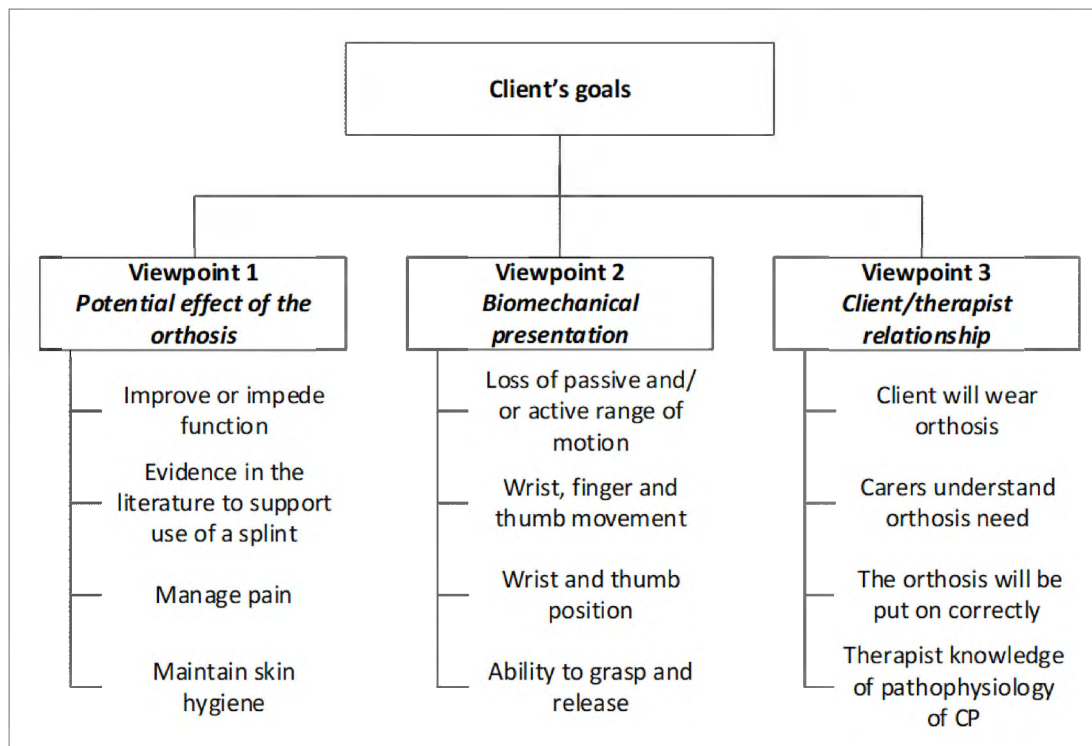 Client's goals
Viewpoint 1
Potential effect of the
orthosis
Improve or impede
function
Evidence in the
literature to support
use of a splint
Manage pain
Maintain skin
hygiene
Viewpoint 2
Biomechanical
presentation
Loss of passive and/
or active range of
motion
Wrist, finger and
thumb movement
Wrist and thumb
position
Ability to grasp and
release
Viewpoint 3
Client/therapist
relationship
Client will wear
orthosis
Carers understand
orthosis need
The orthosis will be
put on correctly
Therapist knowledge
of pathophysiology
of CP